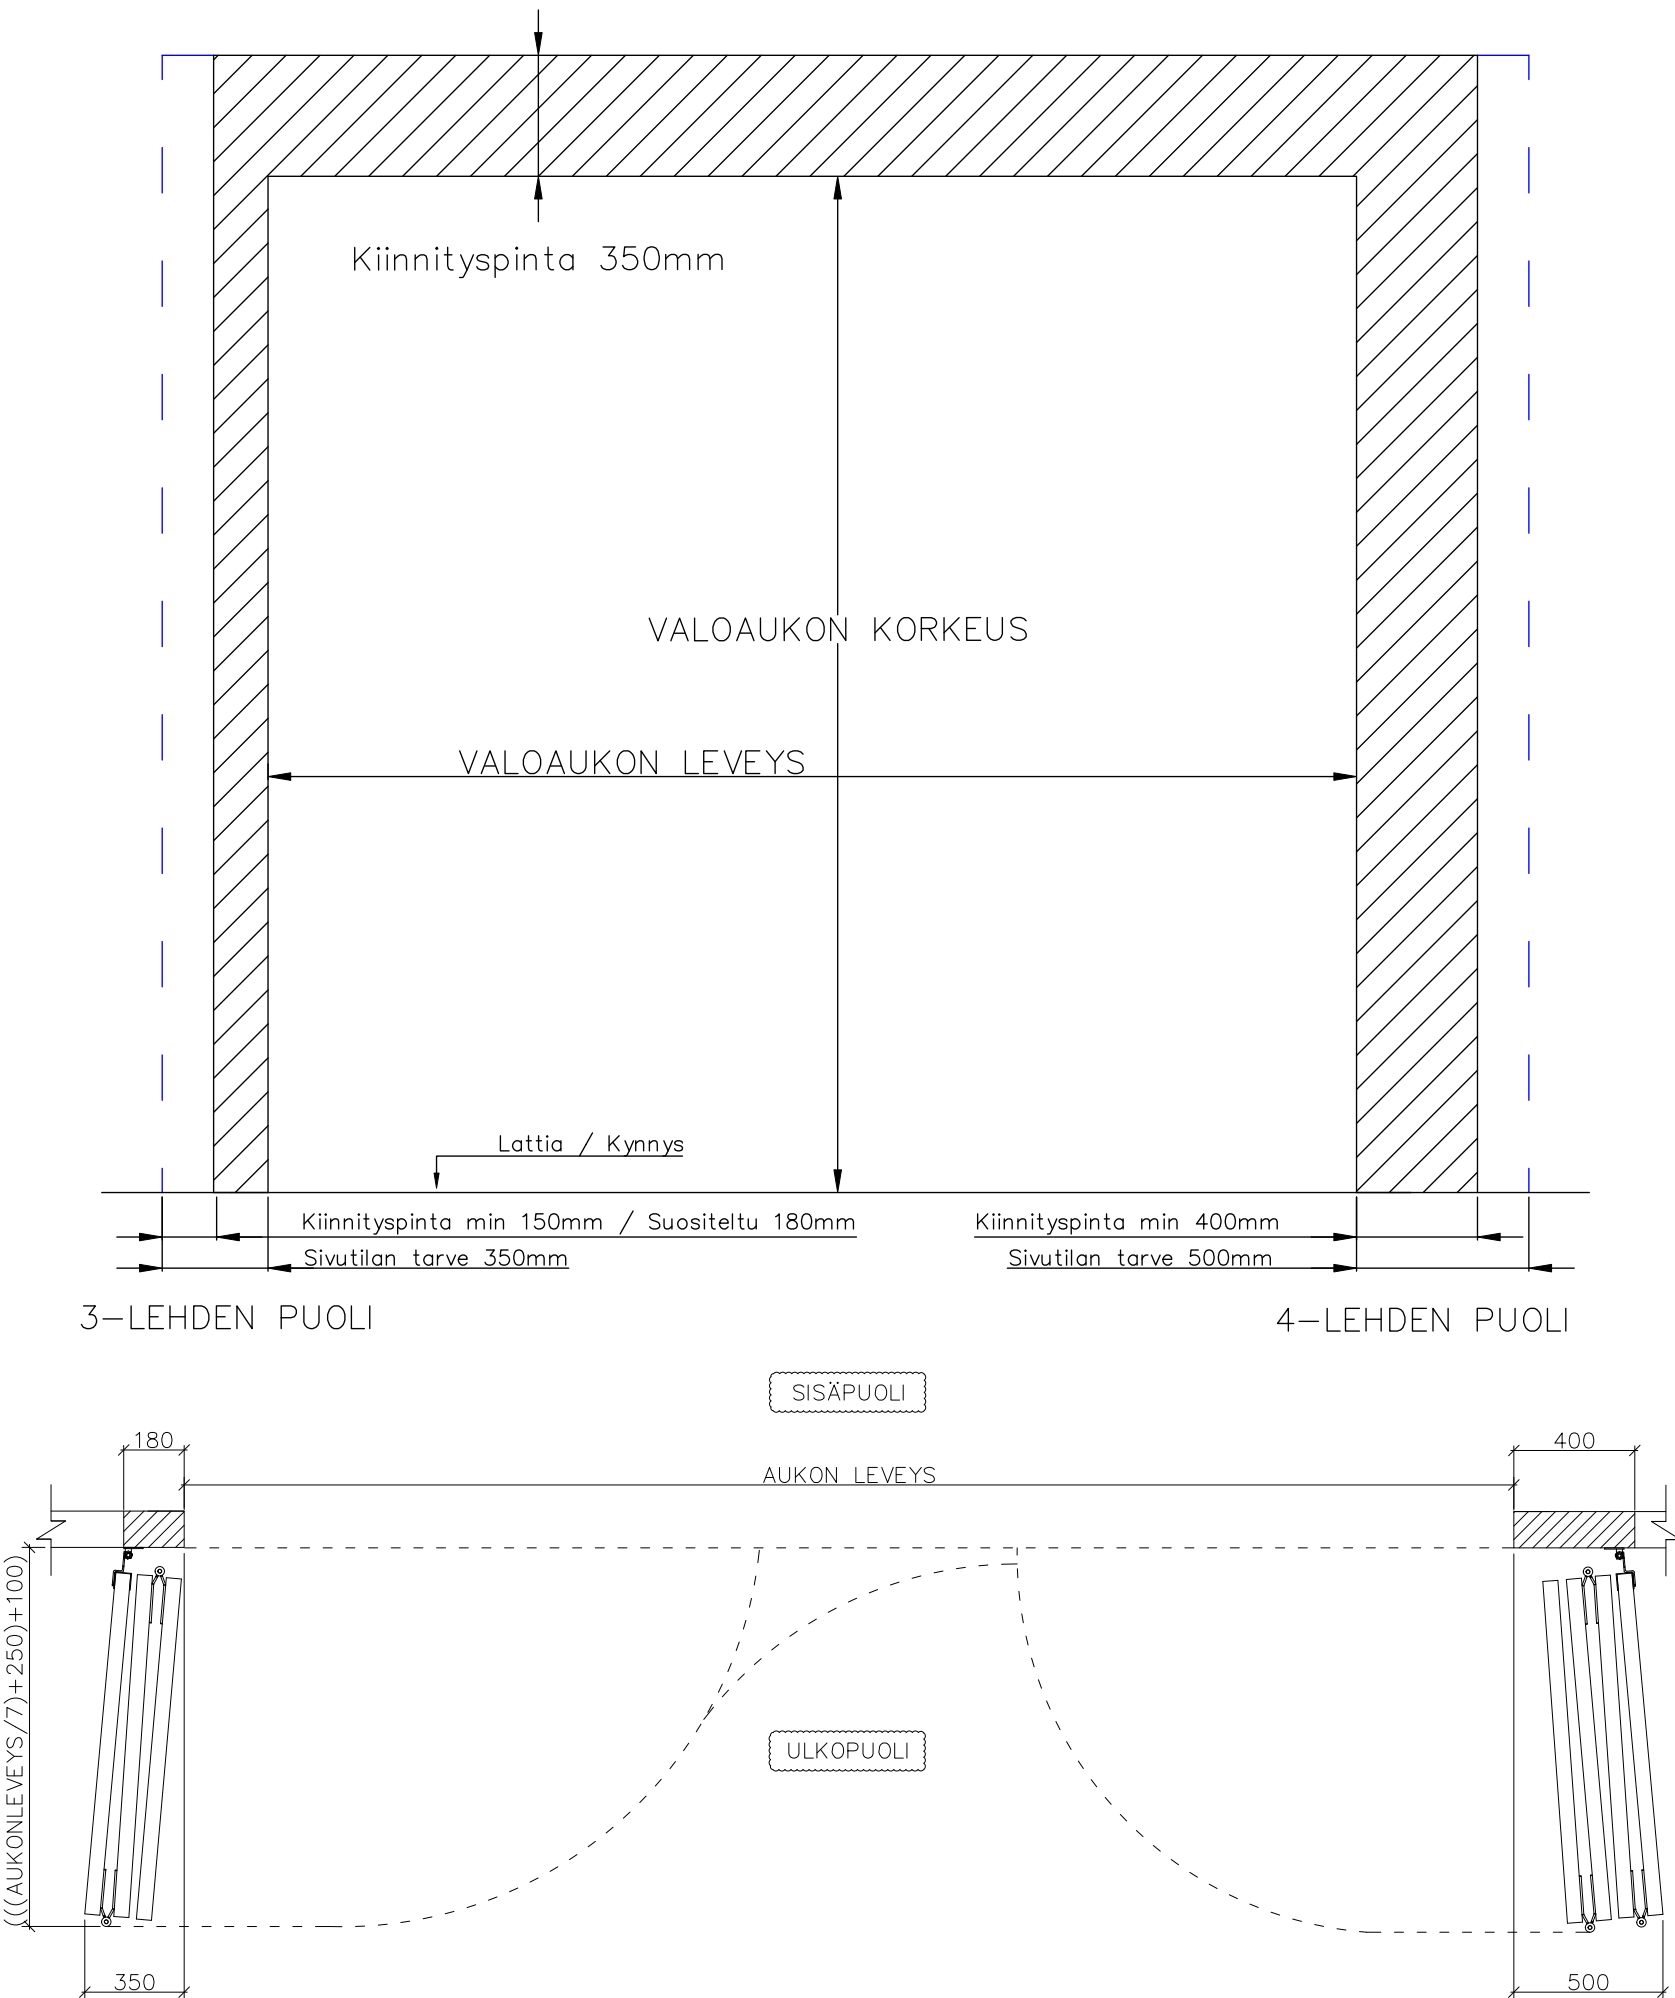 Kiinnityspinta 350mm
VALOAUKON KORKEUS
VALOAUKON LEVEYS
Lattia / Kynnys
Kiinnityspinta min 150mm / Suositeltu 180mm
Kiinnityspinta min 400mm
Sivutilan tarve 350mm
Sivutilan tarve 500mm
3-LEHDEN PUOLI
4-LEHDEN PUOLI
SISÄPUOLI
180
400
AUKON LEVEYS
(((AUKONLEVEYS/7)+250)+100)
ULKOPUOLI
350
500